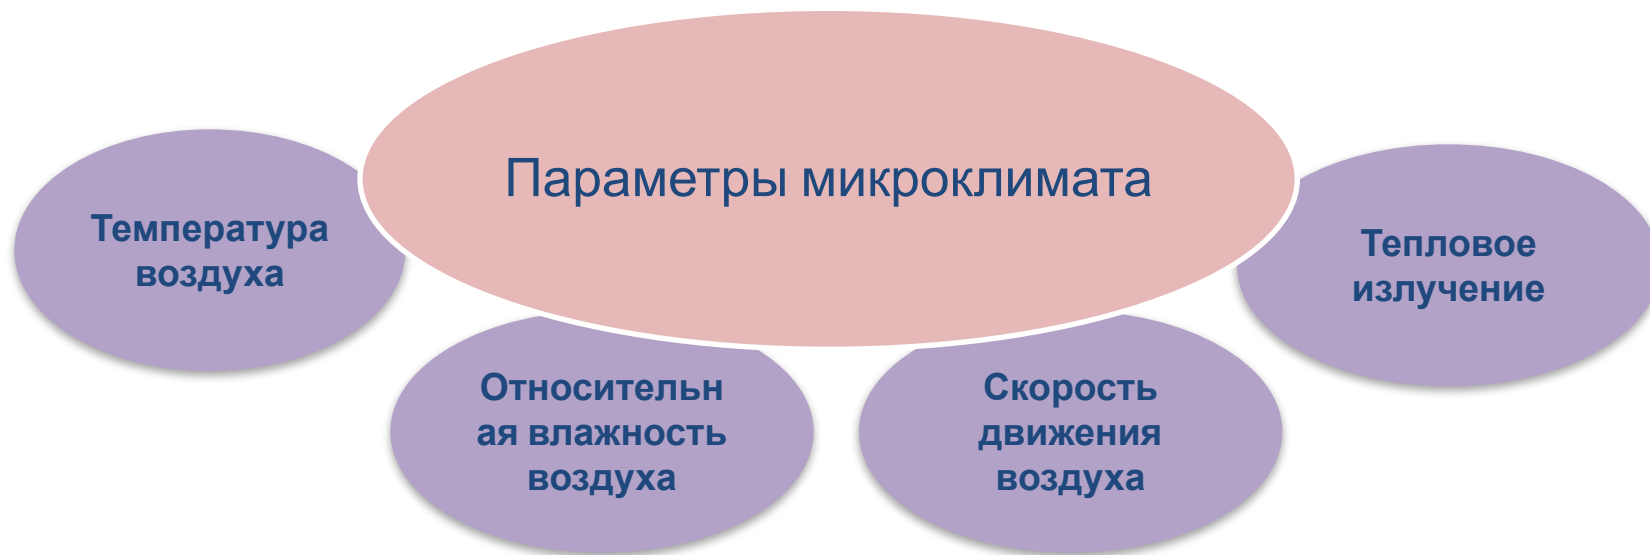 Параметры микроклимата
Температура
воздуха
Относительн
ая влажность
воздуха
Скорость
движения
воздуха
Тепловое
излучение